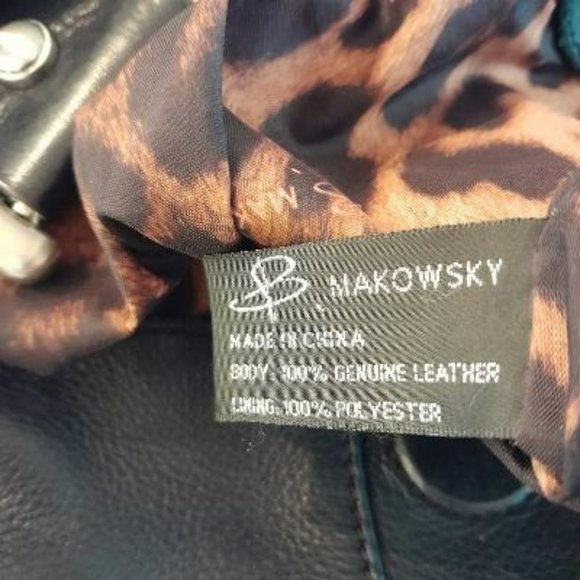 B. MAKOWSKY
MADE IN CHINA
BODY: 100% GENUINE LEATHER
LINING: 100% POLYESTER